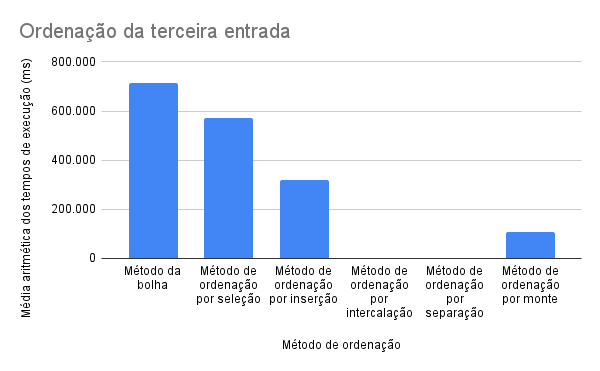 Ordenação da terceira entrada
Média aritmética dos tempos de execução (ms)
800.000
600.000
400.000
200.000
0
Método da
bolha
Método de
ordenação
por seleção
Método de
ordenação
por inserção
Método de
ordenação
por
intercalação
Método de
ordenação
por
separação
Método de
ordenação
por monte
Método de ordenação